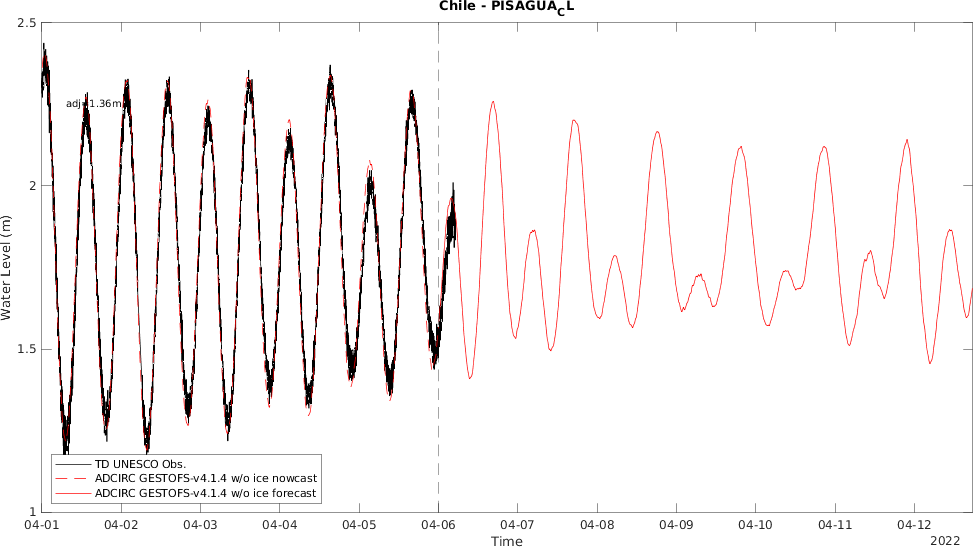 Chile - PISAGUACL
2.5
2
1.5
1
Water Level (m)
adj=1.36m
TD UNESCO Obs.
ADCIRC GESTOFS-v4.1.4 w/o ice nowcast
ADCIRC GESTOFS-v4.1.4 w/o ice forecast
04-01 04-02 04-03 04-04 04-05 04-06 04-07 04-08 04-09 04-10 04-11 04-12
Time
2022